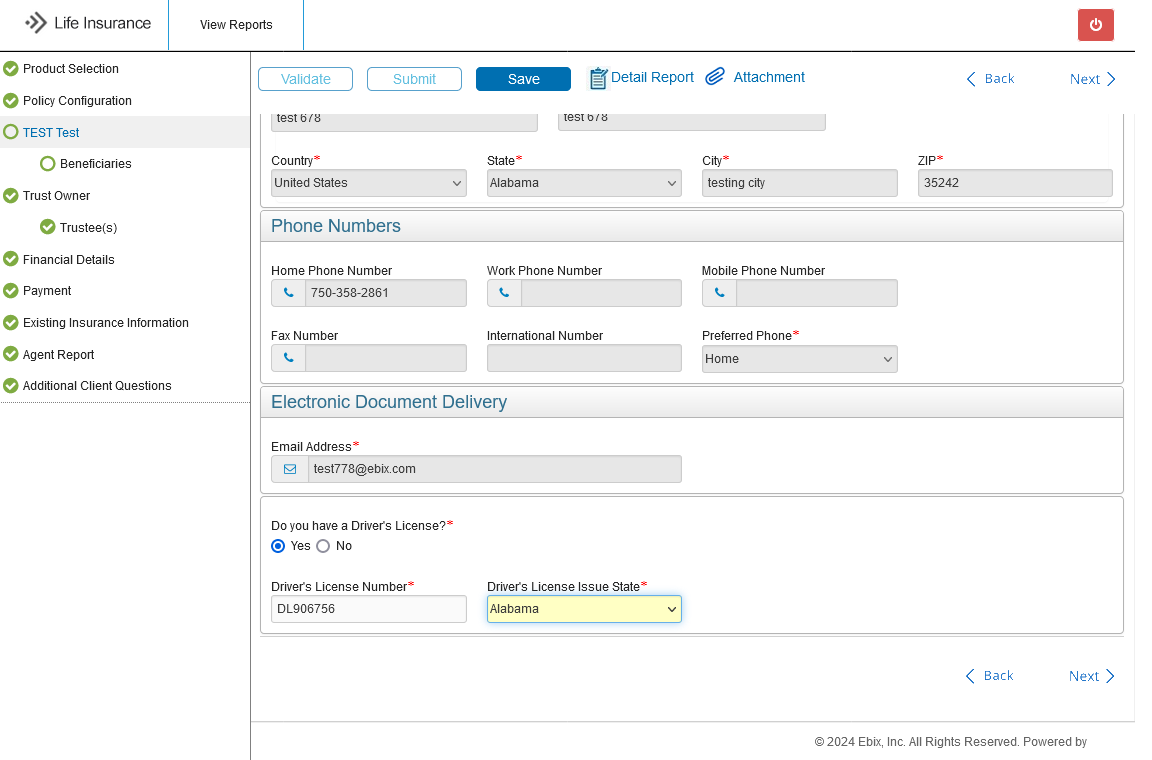 Life Insurance
View Reports
Product Selection
Policy Configuration
TEST Test
Beneficiaries
Trust Owner
Trustee(s)
Financial Details
Payment
Existing Insurance Information
Agent Report
Additional Client Questions
Validate Submit Save Detail Report Attachment Back Next
test 678 test 678
Country* State* City* ZIP*
United States Alabama testing city 35242
Phone Numbers
Home Phone Number Work Phone Number Mobile Phone Number
750-358-2861
Fax Number International Number Preferred Phone*
Home
Electronic Document Delivery
Email Address*
test778@ebix.com
Do you have a Driver's License?*
Yes No
Driver's License Number* Driver's License Issue State*
DL906756 Alabama
Back Next
© 2024 Ebix, Inc. All Rights Reserved. Powered by